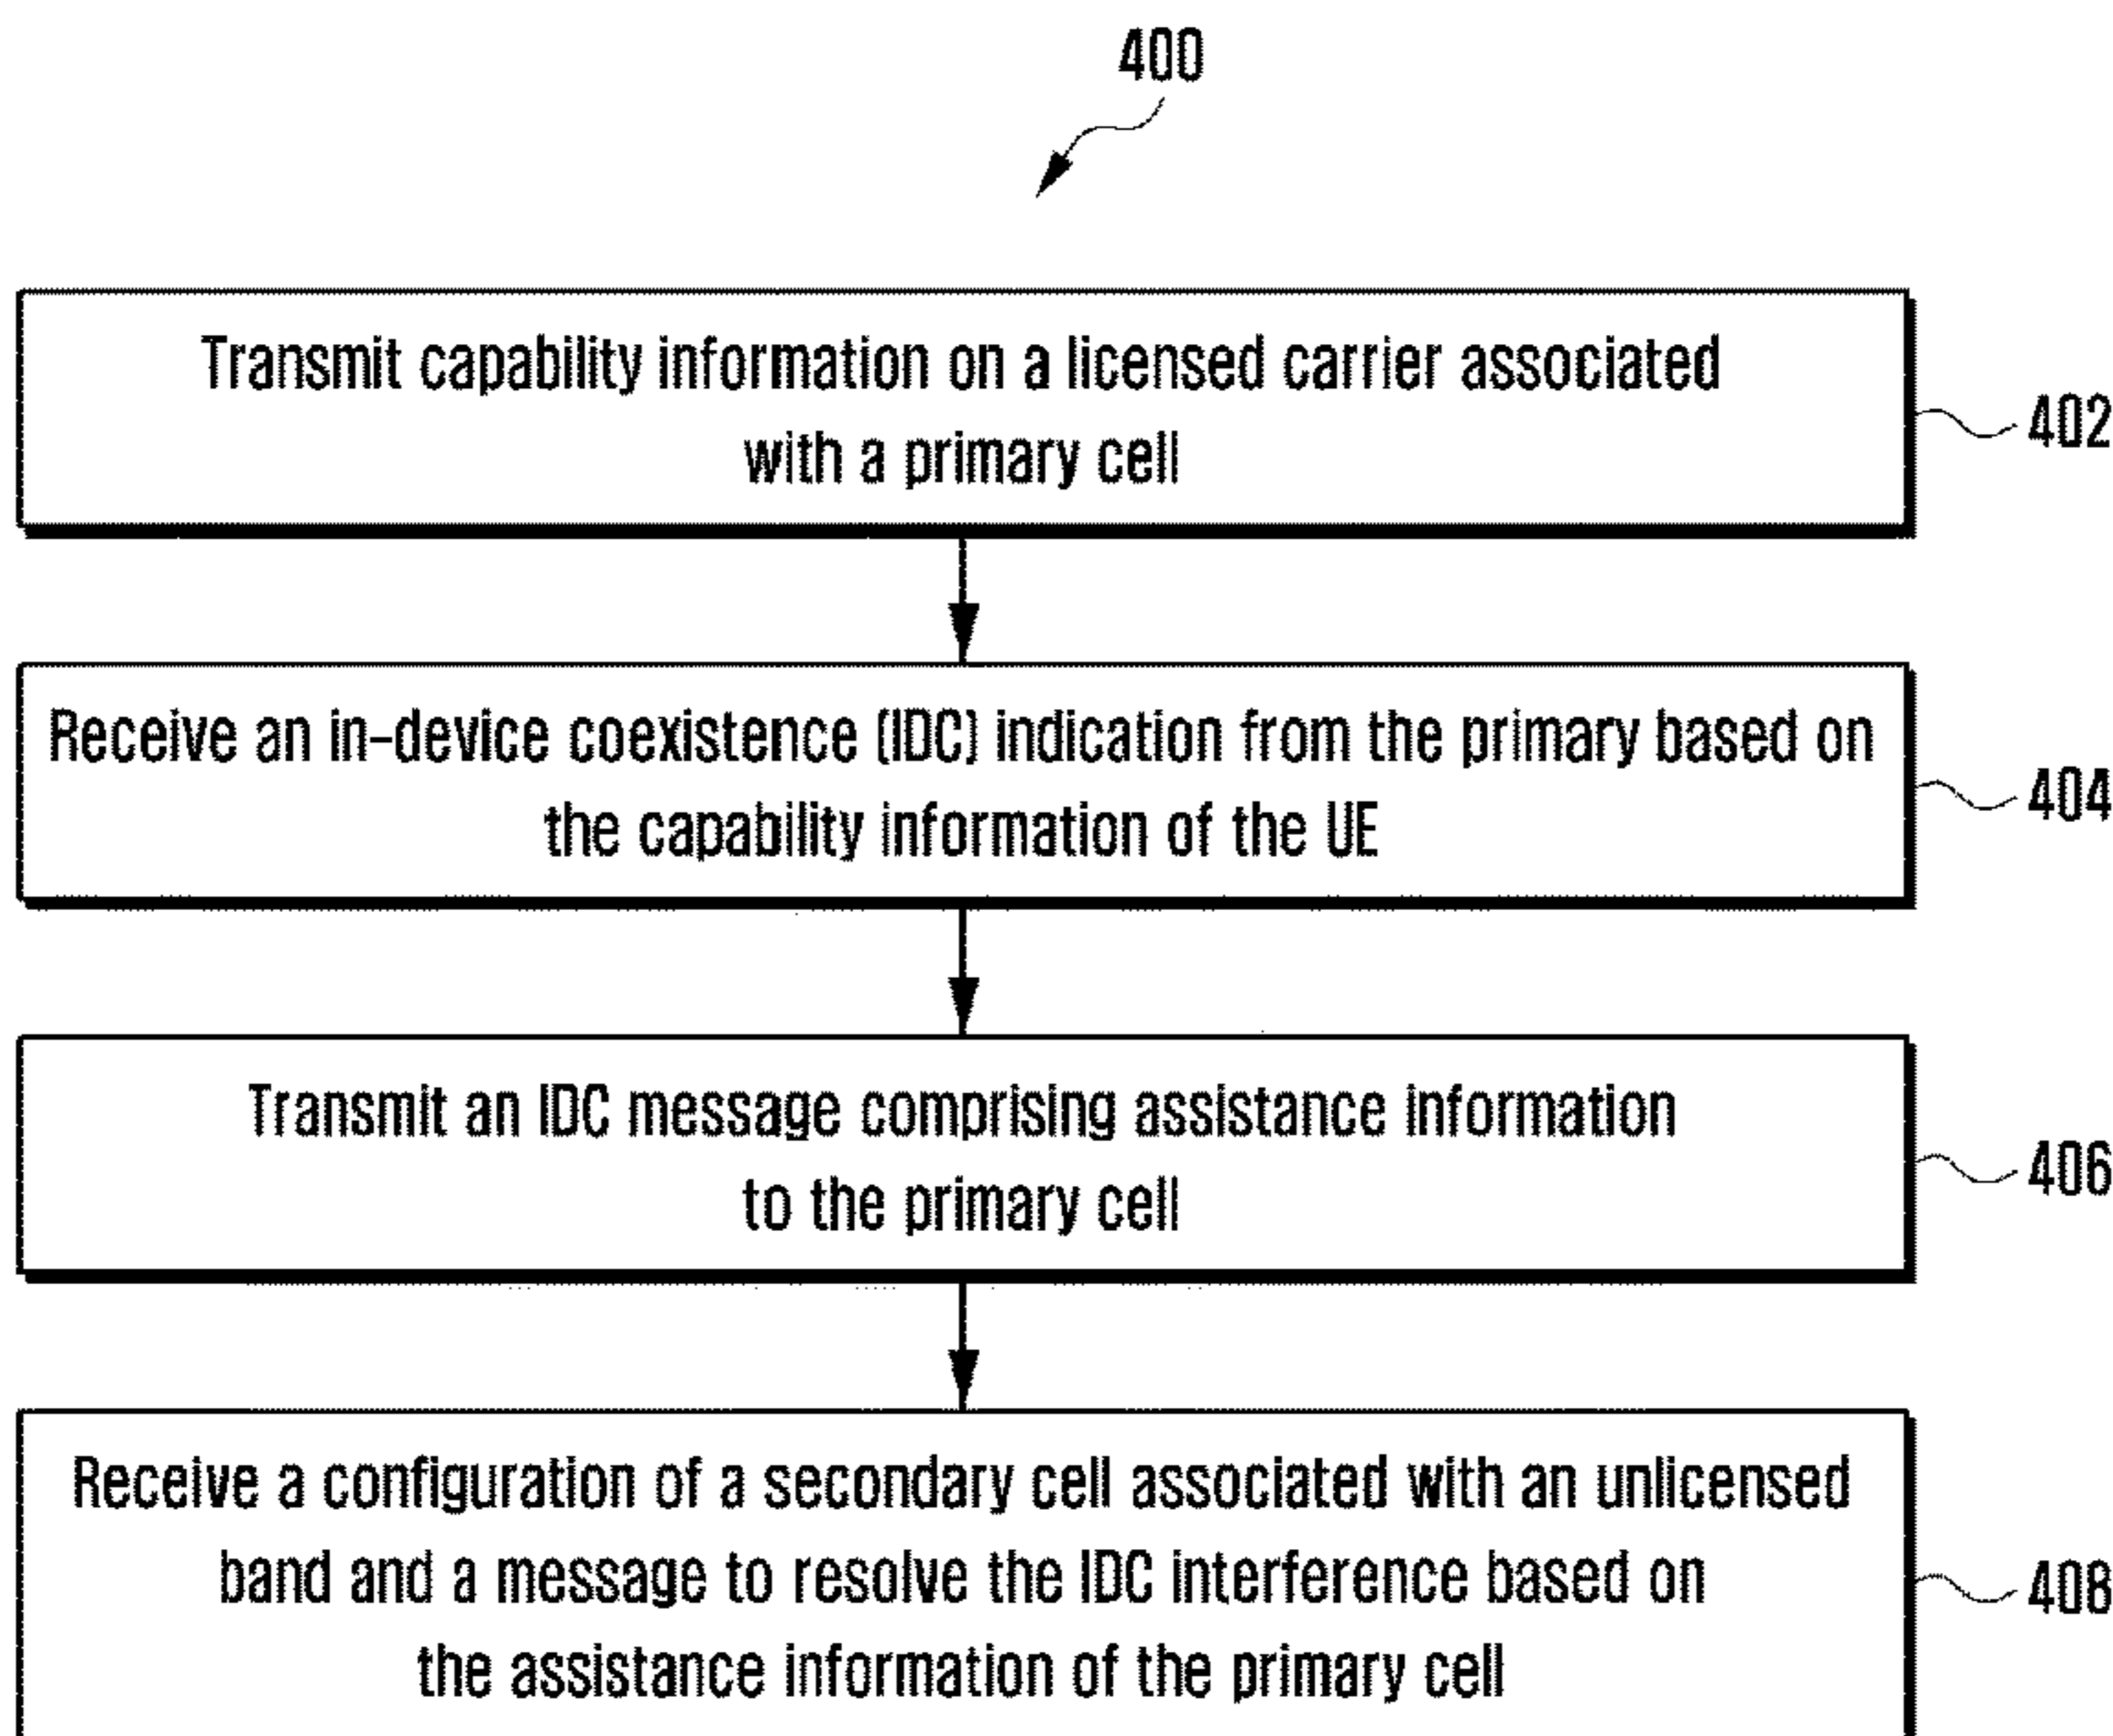 400
Transmit capability information on a licensed carrier associated
with a primary cell
402
Receive an in-device coexistence (IDC) indication from the primary based on
the capability information of the UE
404
Transmit an IDC message comprising assistance information
to the primary cell
406
Receive a configuration of a secondary cell associated with an unlicensed
band and a message to resolve the IDC interference based on
the assistance information of the primary cell
408